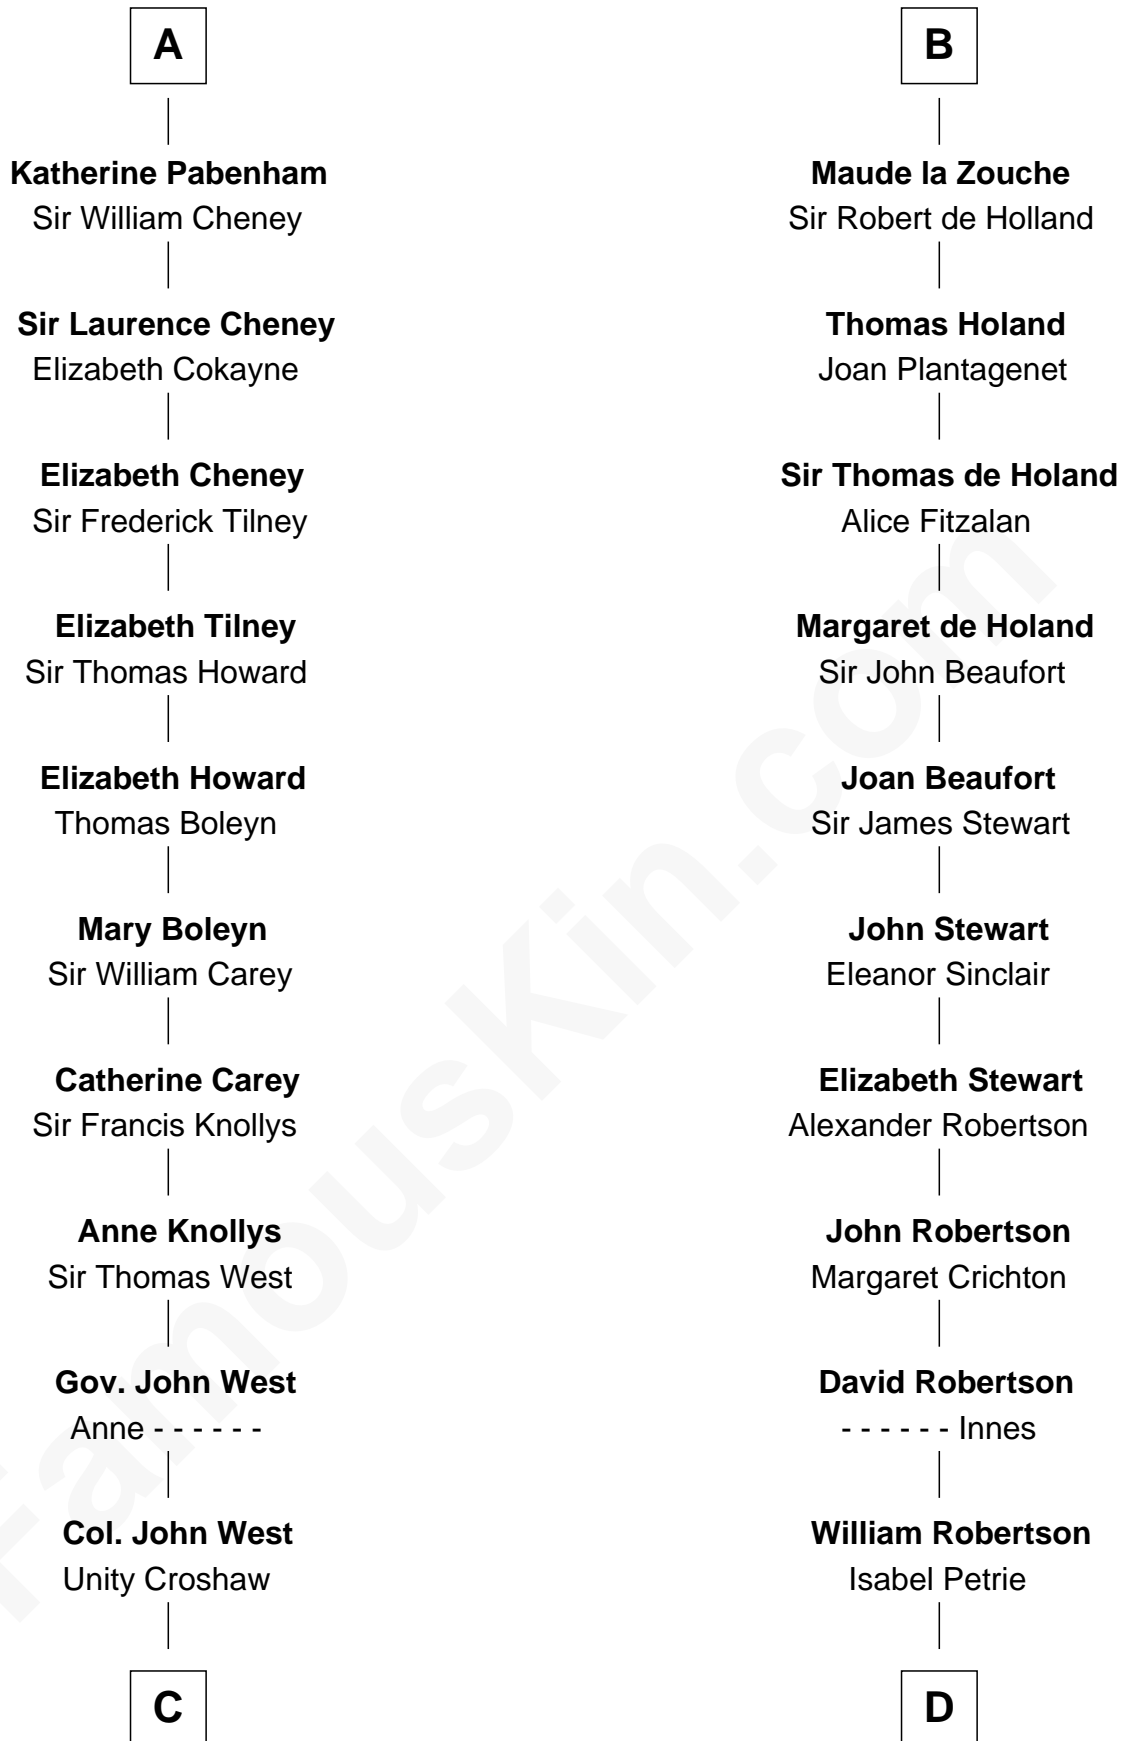 A
Katherine Pabenham
Sir William Cheney
Sir Laurence Cheney
Elizabeth Cokayne
Elizabeth Cheney
Sir Frederick Tilney
Elizabeth Tilney
Sir Thomas Howard
Elizabeth Howard
Thomas Boleyn
Mary Boleyn
Sir William Carey
Catherine Carey
Sir Francis Knollys
Anne Knollys
Sir Thomas West
Gov. John West
Anne - - - - - -
Col. John West
Unity Croshaw
C
B
Maude la Zouche
Sir Robert de Holland
Thomas Holand
Joan Plantagenet
Sir Thomas de Holand
Alice Fitzalan
Margaret de Holand
Sir John Beaufort
Joan Beaufort
Sir James Stewart
John Stewart
Eleanor Sinclair
Elizabeth Stewart
Alexander Robertson
John Robertson
Margaret Crichton
David Robertson
- - - - - - Innes
William Robertson
Isabel Petrie
D
FamousKin.com